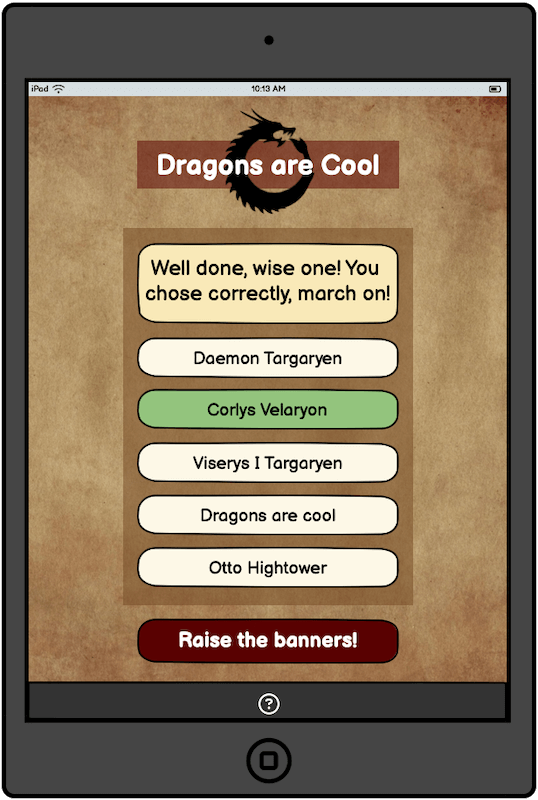 iPad
10:13 AM
Dragons are Cool
Well done, wise one! You
chose correctly, march on!
Daemon Targaryen
Corlys Velaryon
Viserys I Targaryen
Dragons are cool
Otto Hightower
Raise the banners!
?